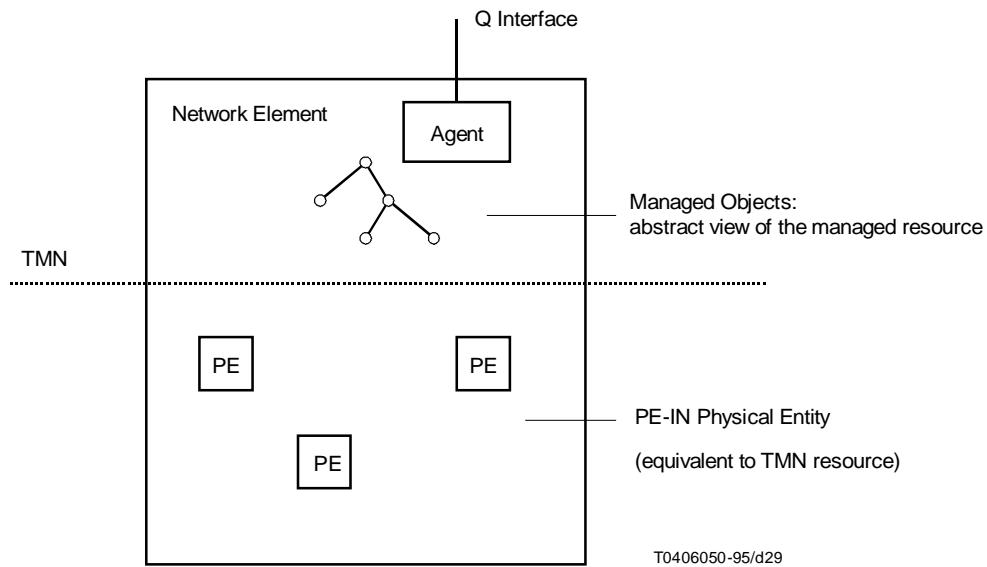 Q Interface
Network Element
Agent
Managed Objects:
abstract view of the managed resource
TMN
PE
PE
PE-IN Physical Entity
PE
(equivalent to TMN resource)
T0406050-95/d29